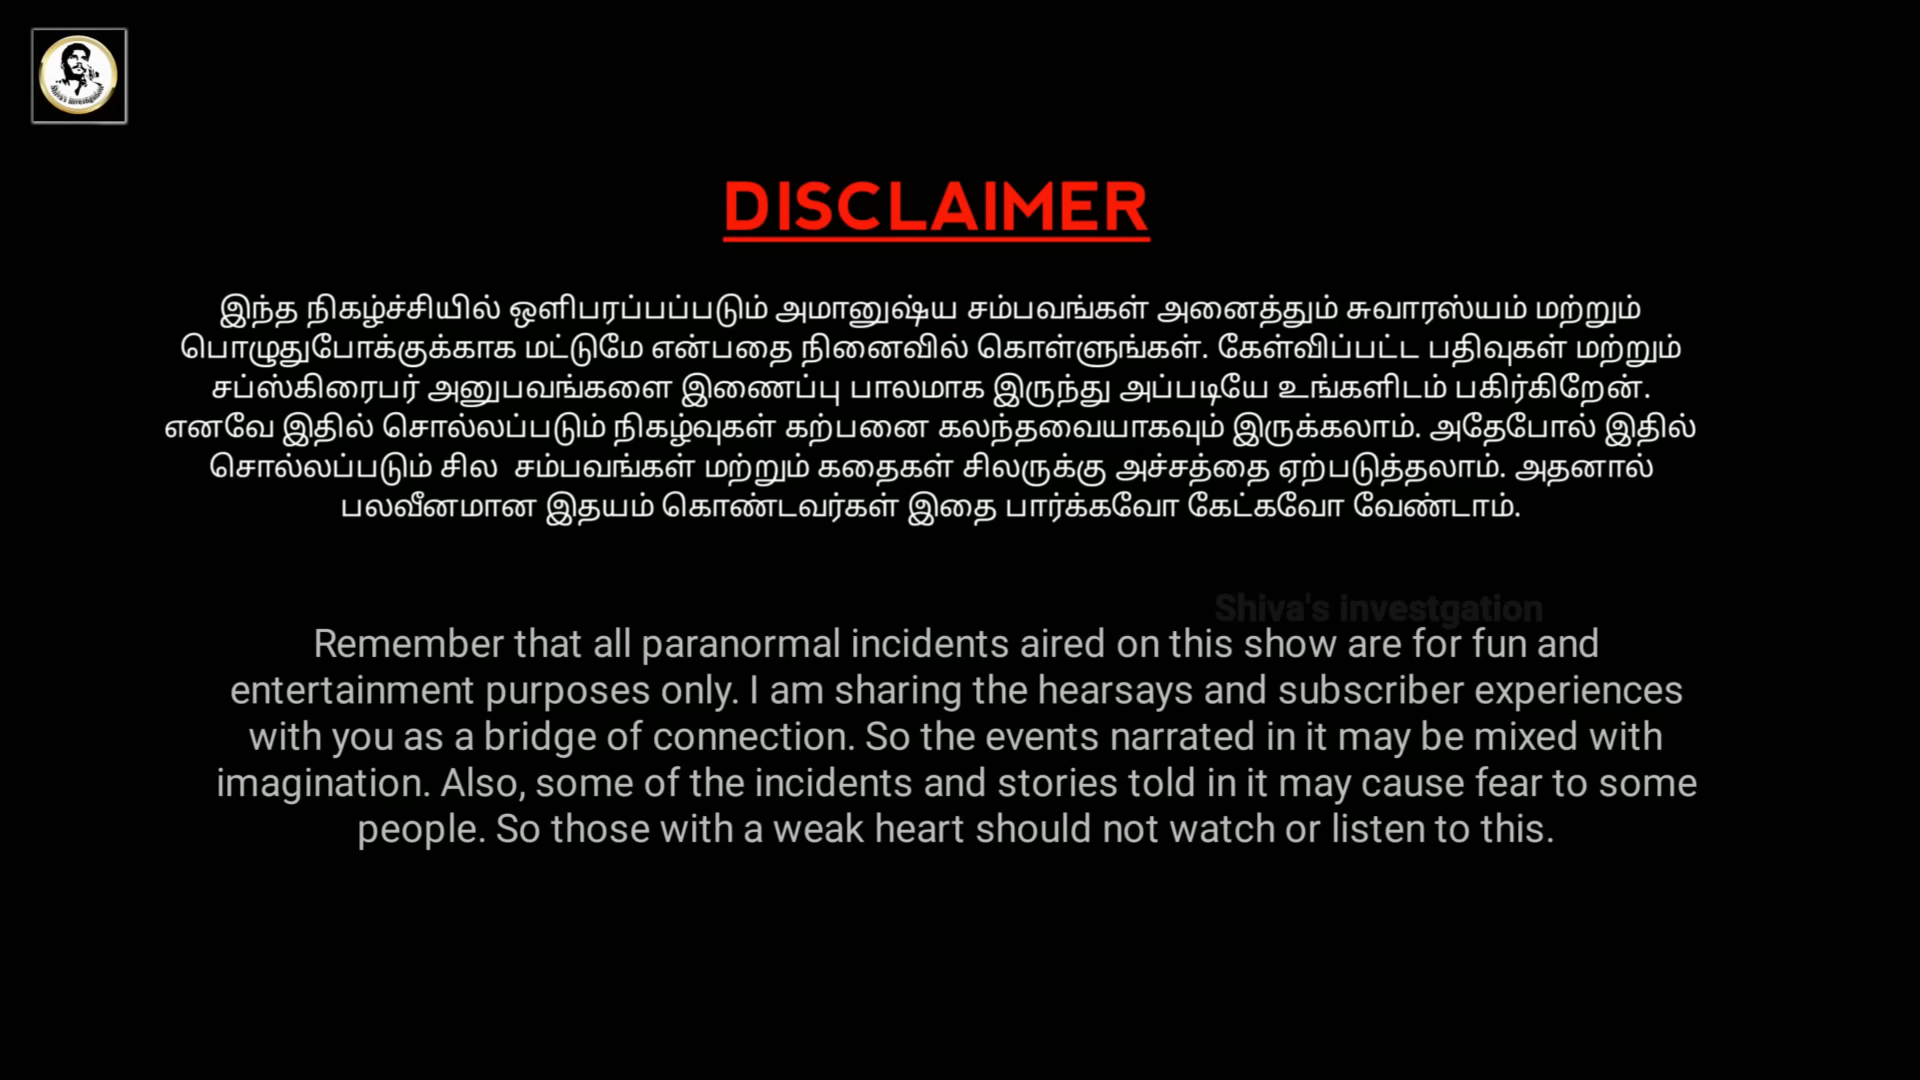 Shiva's investigation
DISCLAIMER
இந்த நிகழ்ச்சியில் ஒளிபரப்பப்படும் அமானுஷ்ய சம்பவங்கள் அனைத்தும் சுவாரஸ்யம் மற்றும்
பொழுதுபோக்குக்காக மட்டுமே என்பதை நினைவில் கொள்ளுங்கள். கேள்விப்பட்ட பதிவுகள் மற்றும்
சப்ஸ்கிரைபர் அனுபவங்களை இணைப்பு பாலமாக இருந்து அப்படியே உங்களிடம் பகிர்கிறேன்.
எனவே இதில் சொல்லப்படும் நிகழ்வுகள் கற்பனை கலந்தவையாகவும் இருக்கலாம். அதேபோல் இதில்
சொல்லப்படும் சில சம்பவங்கள் மற்றும் கதைகள் சிலருக்கு அச்சத்தை ஏற்படுத்தலாம். அதனால்
பலவீனமான இதயம் கொண்டவர்கள் இதை பார்க்கவோ கேட்கவோ வேண்டாம்.
Shiva's investgation
Remember that all paranormal incidents aired on this show are for fun and
entertainment purposes only. I am sharing the hearsays and subscriber experiences
with you as a bridge of connection. So the events narrated in it may be mixed with
imagination. Also, some of the incidents and stories told in it may cause fear to some
people. So those with a weak heart should not watch or listen to this.